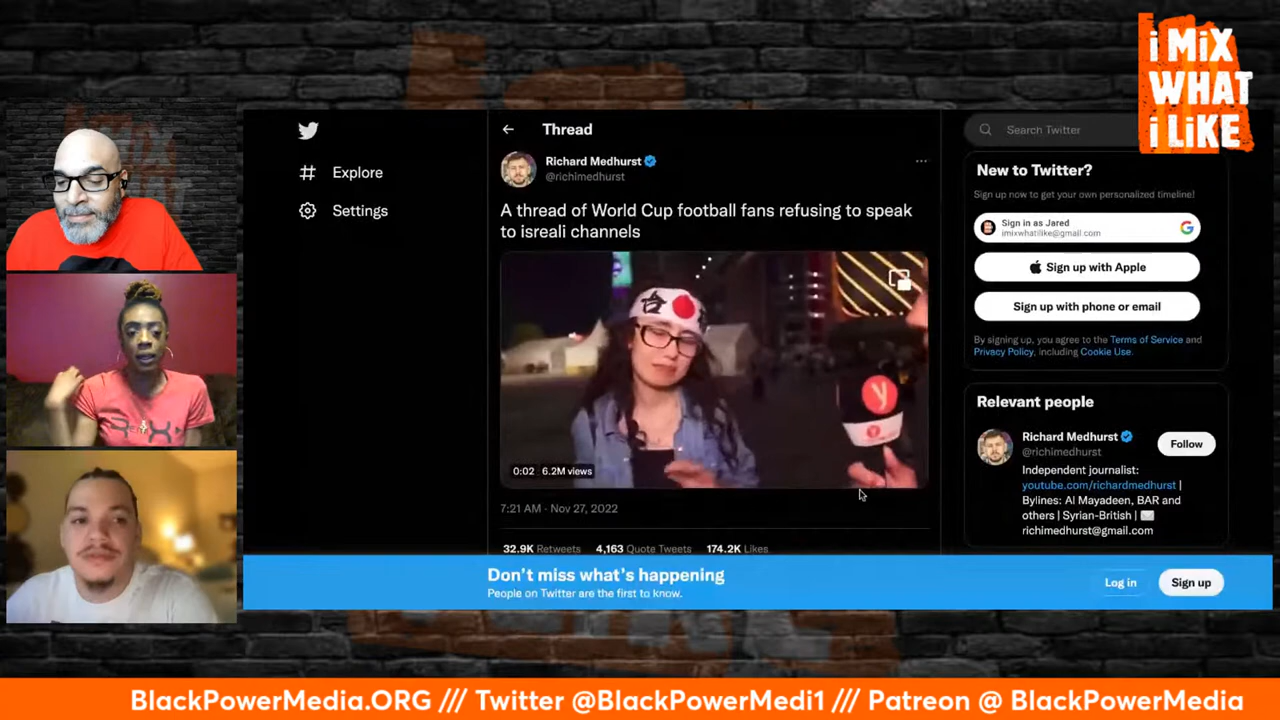 i MiX
WHAT
i LiKE
Thread
Richard Medhurst
@richimedhurst
A thread of World Cup football fans refusing to speak
to isreali channels
合
y
0:02 6.2M views
7:21 AM · Nov 27, 2022
32.9K Retweets 4,163 Quote Tweets 174.2K Likes
Explore
Settings
Search Twitter
New to Twitter?
Sign up now to get your own personalized timeline!
Sign in as Jared
imixwhatilike@gmail.com
G
Sign up with Apple
Sign up with phone or email
By signing up, you agree to the Terms of Service and
Privacy Policy, including Cookie Use.
Relevant people
Richard Medhurst
@richimedhurst
Follow
Independent journalist:
youtube.com/richardmedhurst |
Bylines: Al Mayadeen, BAR and
others | Syrian-British | ✉️
richimedhurst@gmail.com
Don't miss what's happening
People on Twitter are the first to know.
Log in
Sign up
BlackPowerMedia.ORG /// Twitter @BlackPowerMedi1 /// Patreon @ BlackPowerMedia